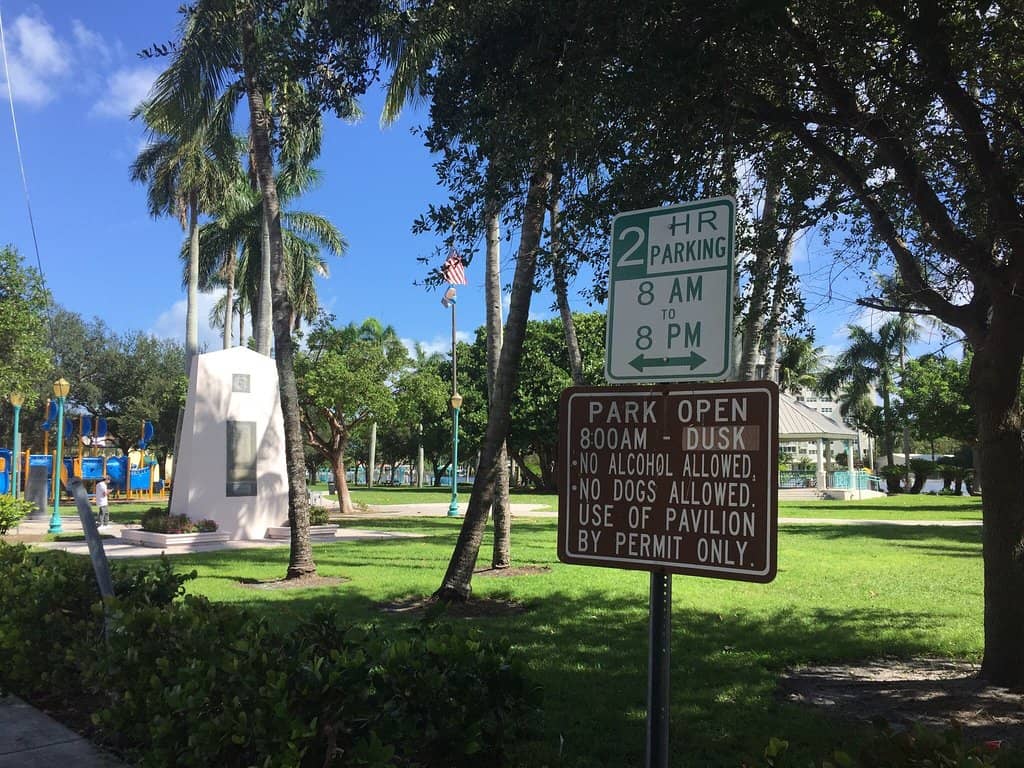 2 HR
PARKING
8 AM
TO
8 PM
PARK OPEN
8:00AM - DUSK
•NO ALCOHOL ALLOWED.
•NO DOGS ALLOWED.
USE OF PAVILION
BY PERMIT ONLY.